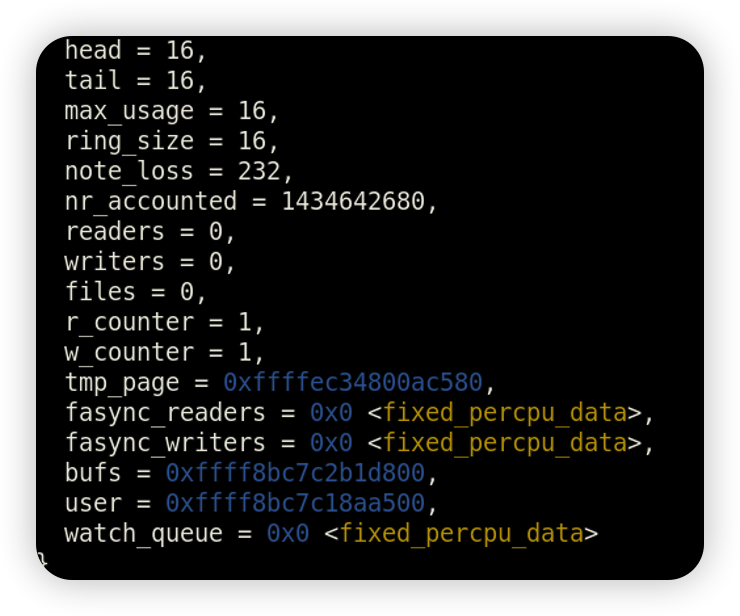 head = 16,
tail = 16,
max_usage = 16,
ring_size = 16,
note_loss = 232,
nr_accounted = 1434642680,
readers = 0,
writers = 0,
files = 0,
r_counter = 1,
w_counter = 1,
tmp_page = 0xffffec34800ac580,
fasync_readers = 0x0 <fixed_percpu_data>,
fasync_writers = 0x0 <fixed_percpu_data>,
bufs = 0xffff8bc7c2b1d800,
user = 0xffff8bc7c18aa500,
watch_queue = 0x0 <fixed_percpu_data>
}